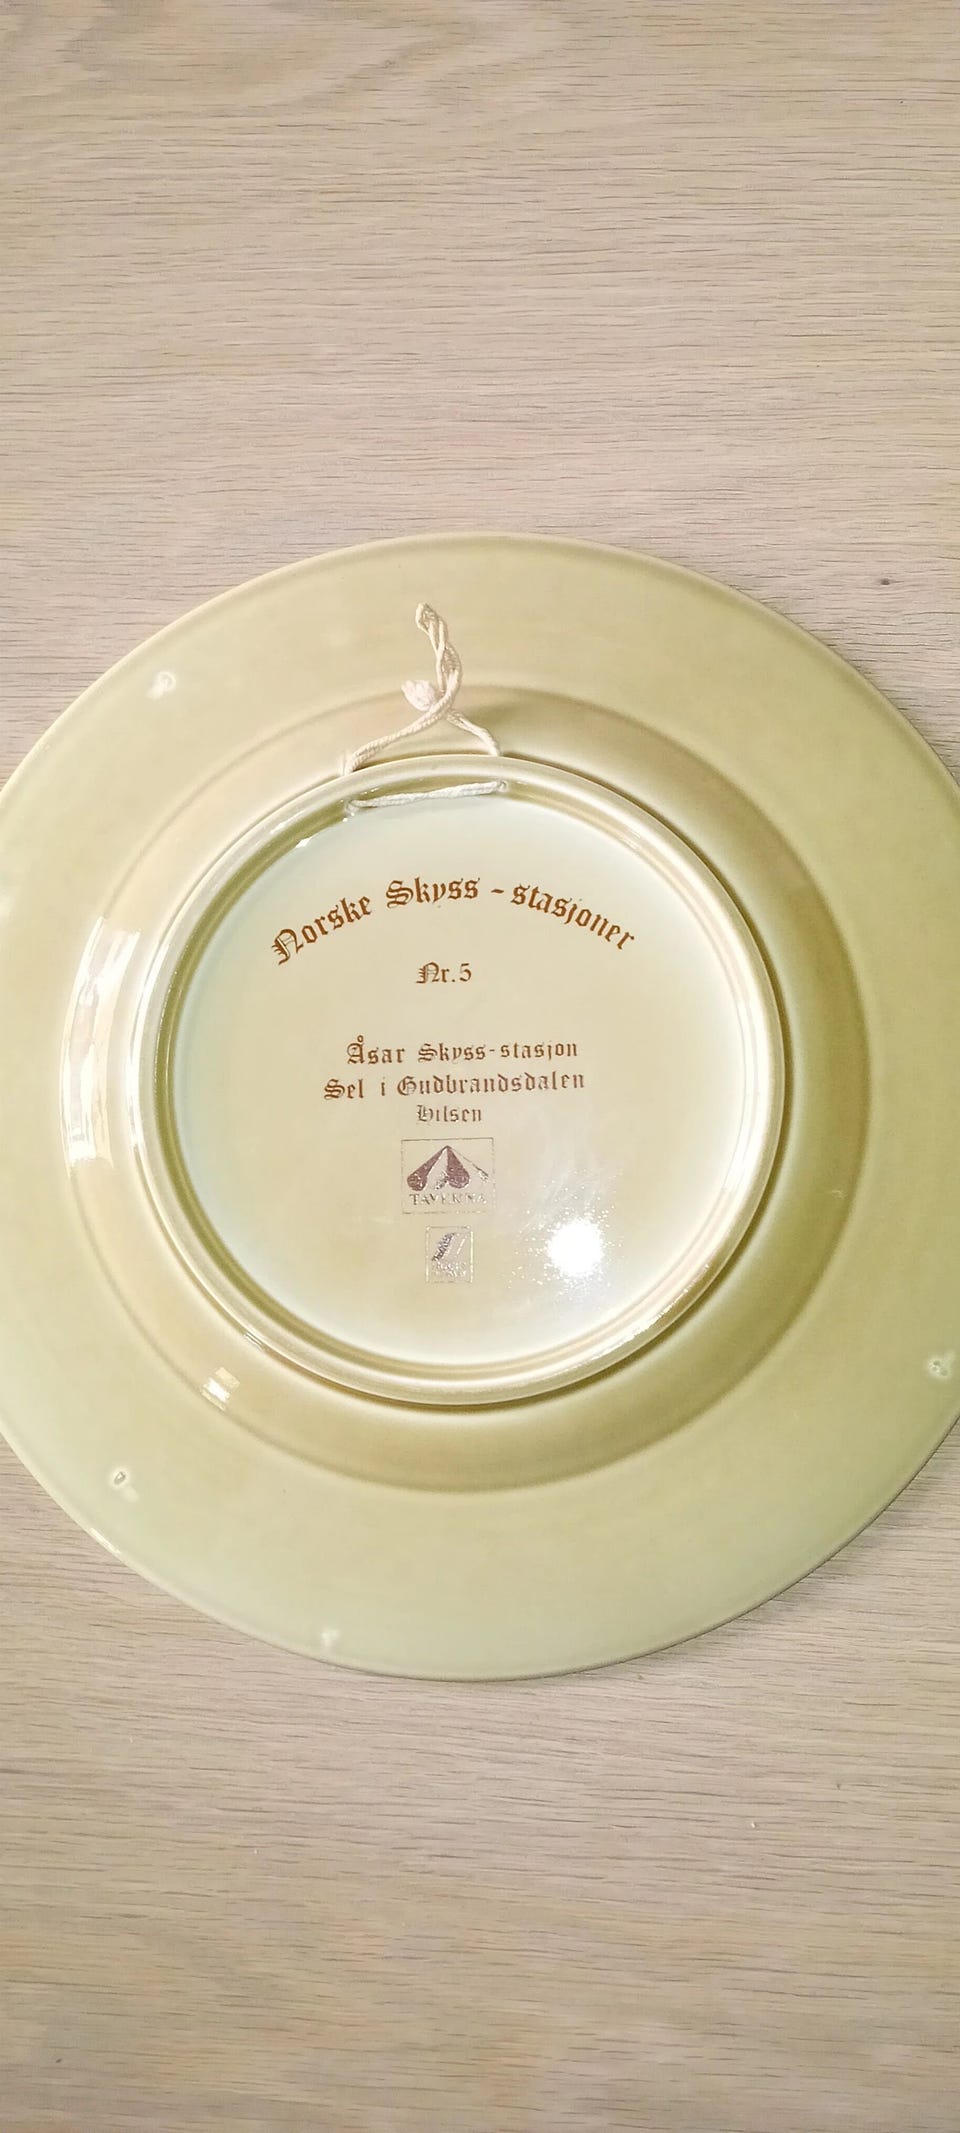 Norske Skyss - stasjoner
Nr. 5
Åsar Skyss-stasjon
Sel i Gudbrandsdalen
Hilsen
TAVERNA